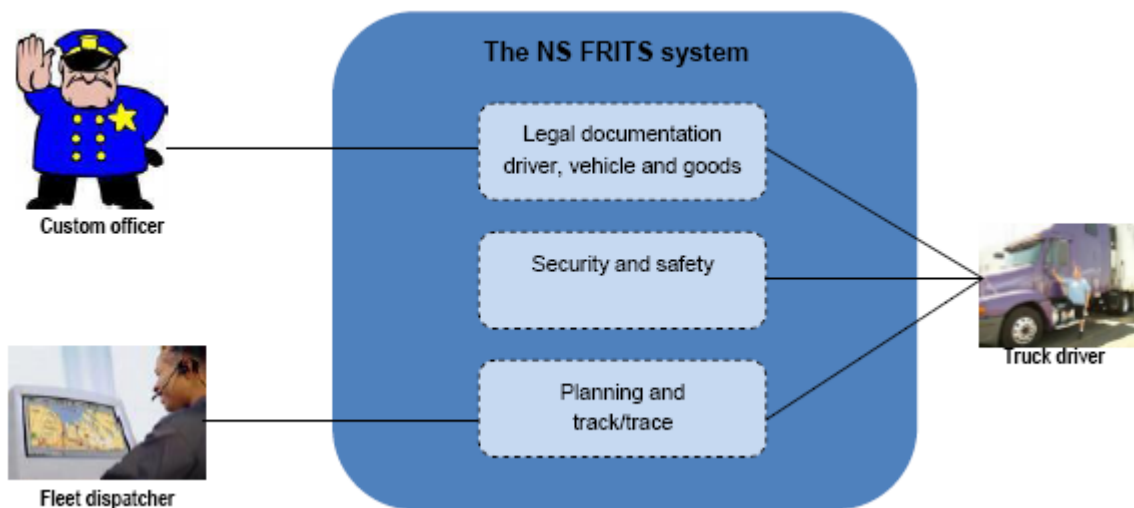 The NS FRITS system
Legal documentation
driver, vehicle and goods
Custom officer
Security and safety
Truck driver
Planning and
track/trace
Fleet dispatcher